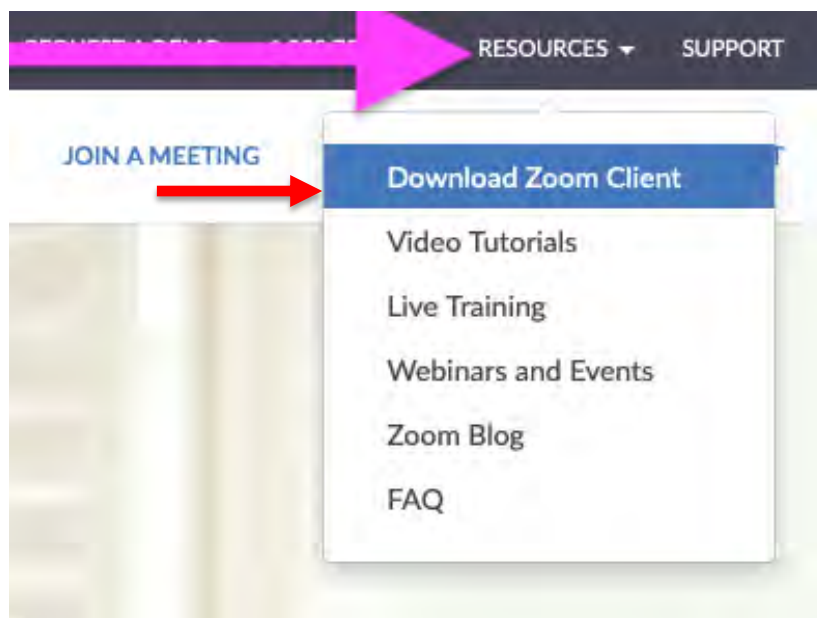 RESOURCES SUPPORT
JOIN A MEETING
Download Zoom Client
Video Tutorials
Live Training
Webinars and Events
Zoom Blog
FAQ